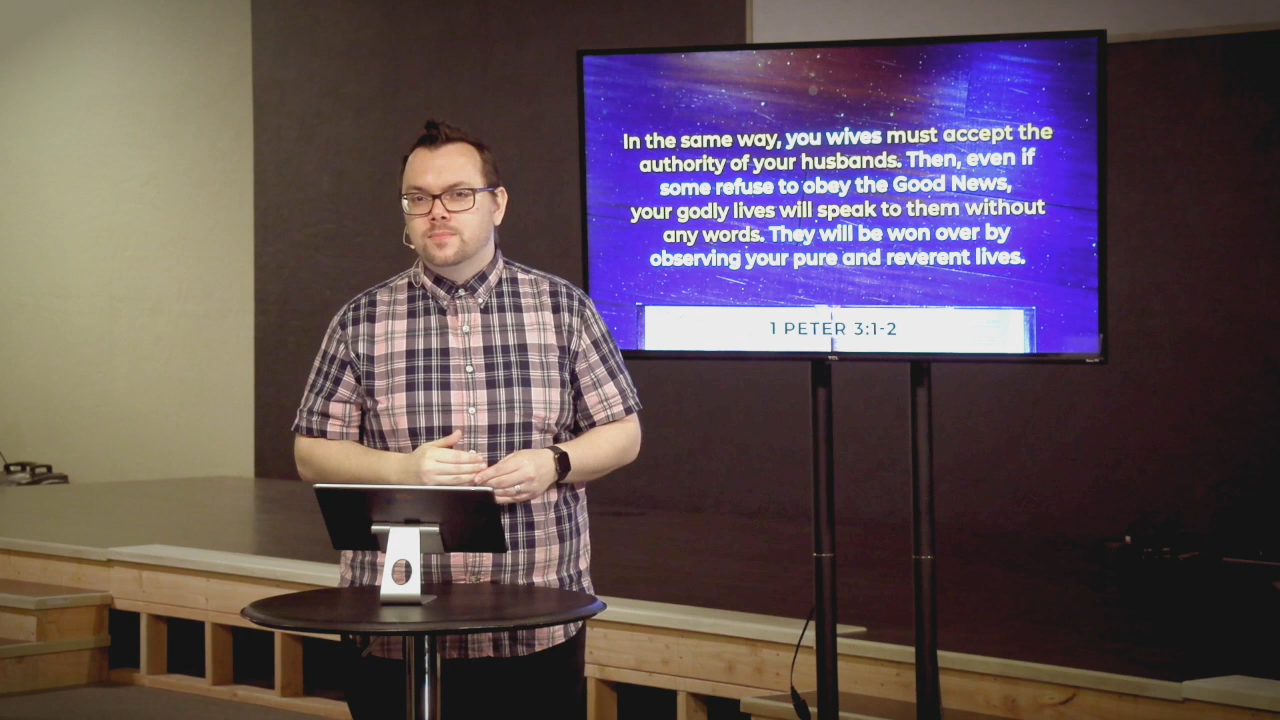 In the same way, you wives must accept the
authority of your husbands. Then, even if
some refuse to obey the Good News,
your godly lives will speak to them without
any words. They will be won over by
observing your pure and reverent lives.
1 PETER 3:1-2
TCL